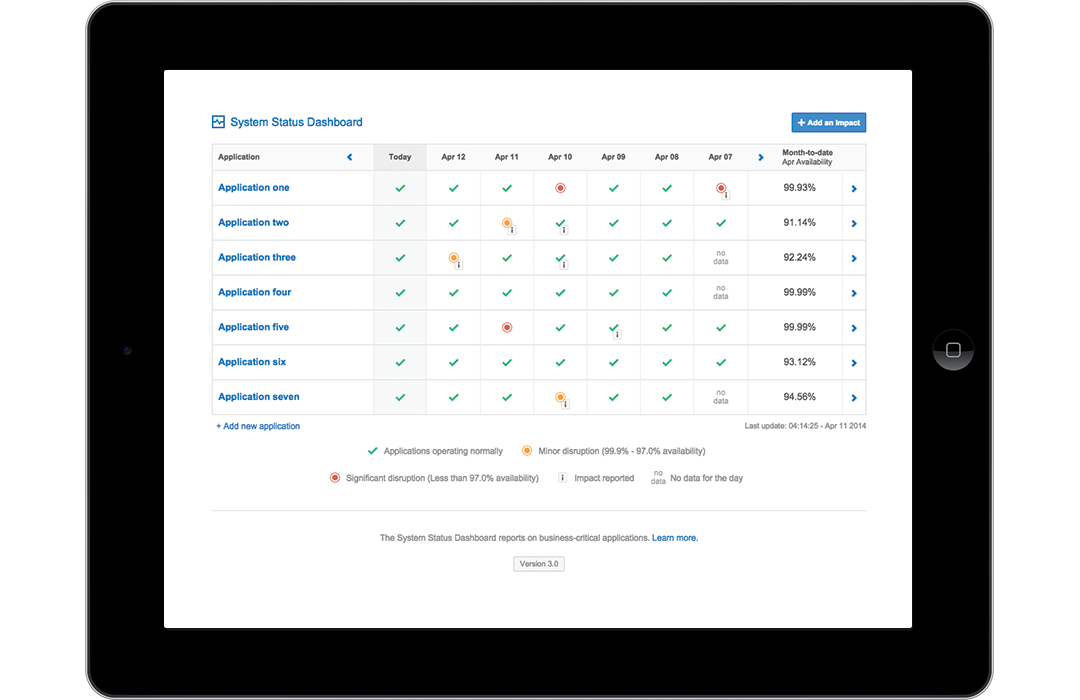 System Status Dashboard
+ Add an Impact
Application Today Apr 12 Apr 11 Apr 10 Apr 09 Apr 08 Apr 07 Month-to-date
Apr Availability
Application one 99.93%
i
Application two 91.14%
i i
Application three no data 92.24%
i i
Application four no data 99.99%
Application five 99.99%
i
Application six 93.12%
Application seven no data 94.56%
i
+ Add new application Last update: 04:14:25 - Apr 11 2014
Applications operating normally Minor disruption (99.9% - 97.0% availability)
Significant disruption (Less than 97.0% availability) i Impact reported no data No data for the day
The System Status Dashboard reports on business-critical applications. Learn more.
Version 3.0